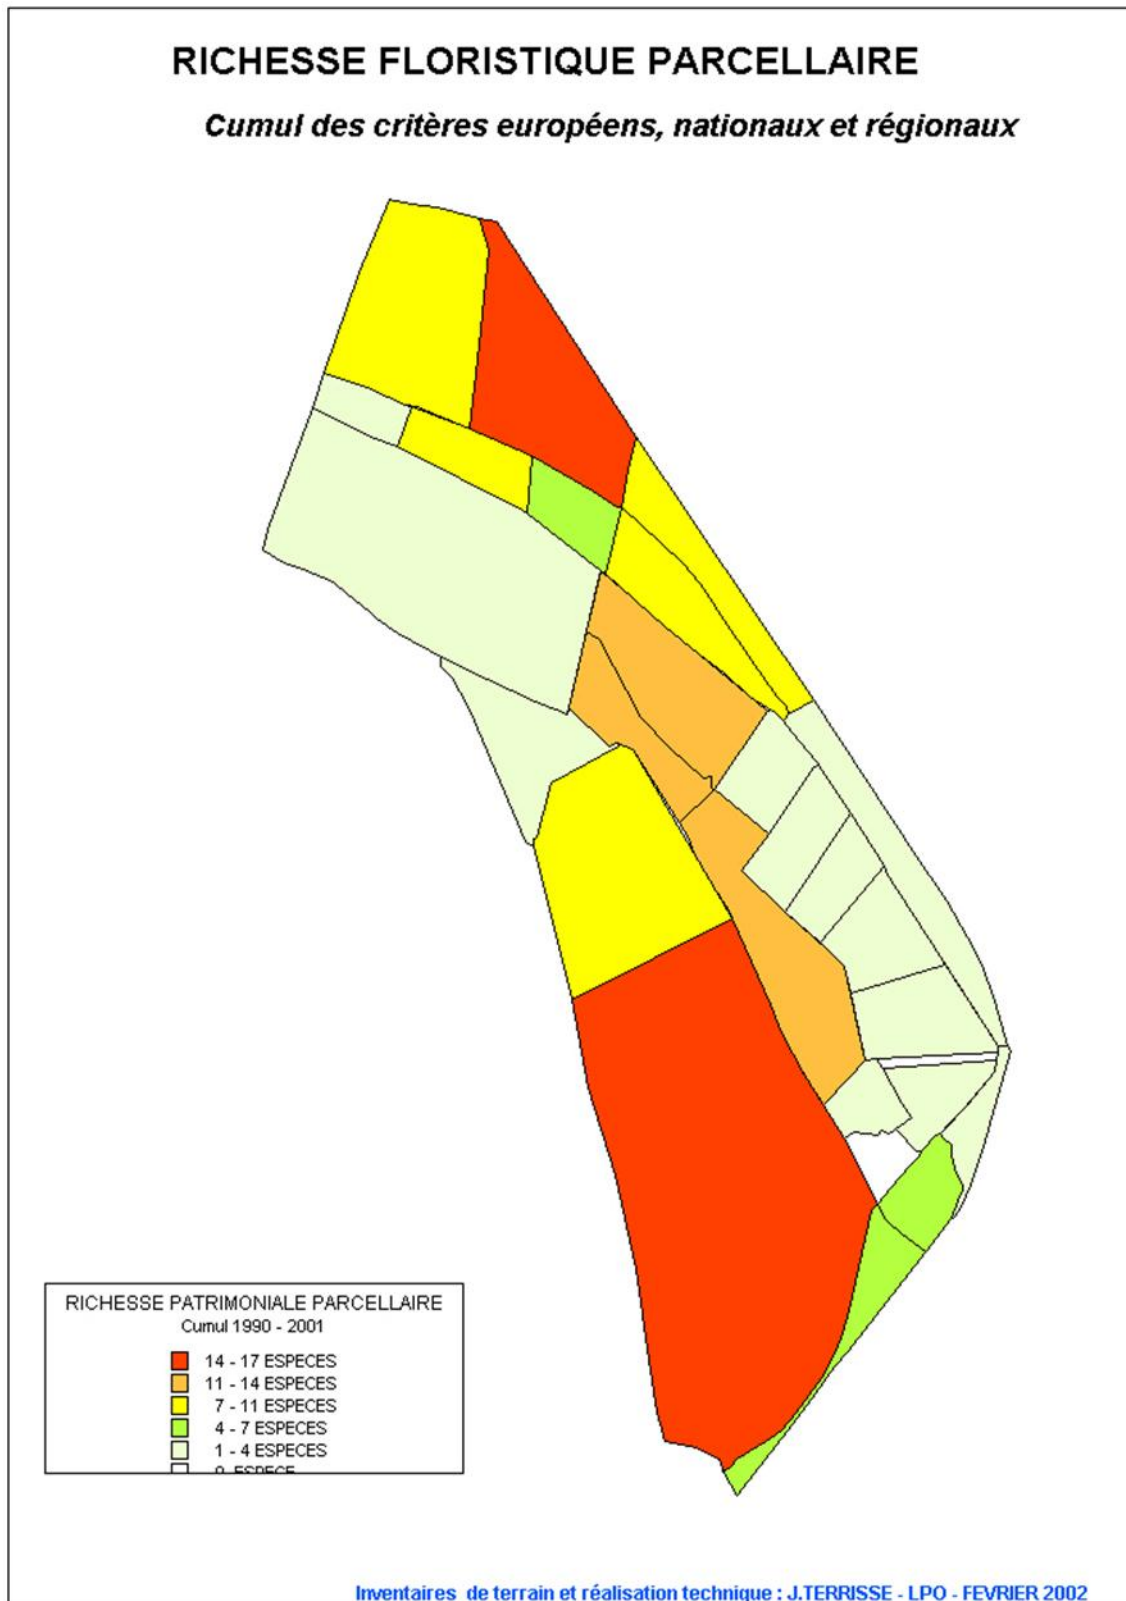 RICHESSE FLORISTIQUE PARCELLAIRE
Cumul des critères européens, nationaux et régionaux
RICHESSE PATRIMONIALE PARCELLAIRE
Cumul 1990 - 2001
14 - 17 ESPECES
11 - 14 ESPECES
7 - 11 ESPECES
4 - 7 ESPECES
1 - 4 ESPECES
0 ESPECE
Inventaires de terrain et réalisation technique : J.TERRISSE - LPO - FEVRIER 2002